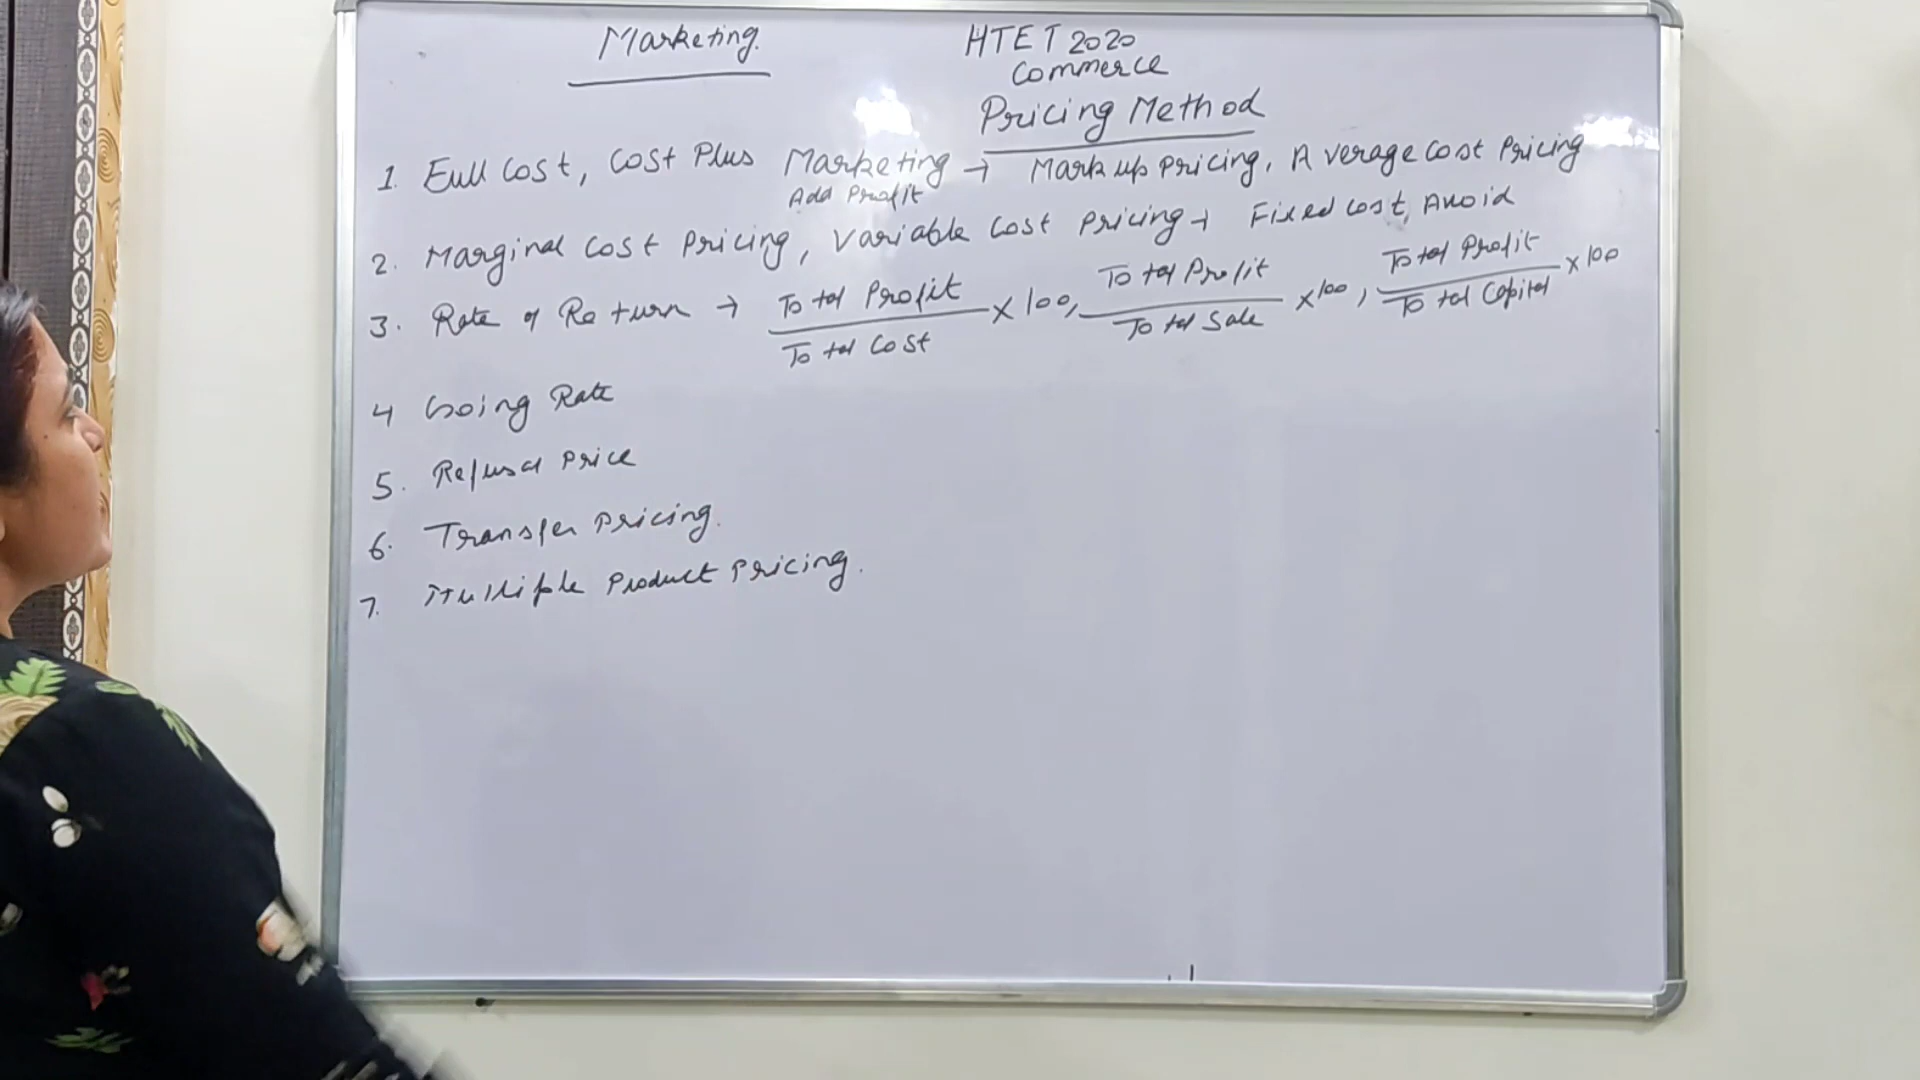 Marketing.
HTET 2020
Commerce
Pricing Method
1. Full Cost, Cost Plus Marketing → Mark up Pricing, Average Cost Pricing
Add Profit
2. Marginal Cost Pricing, Variable Cost Pricing → Fixed Cost, Avoid
3. Rate of Return → Total Profit / Total Cost × 100, Total Profit / Total Sale × 100, Total Profit / Total Capital × 100
4 Going Rate
5. Refusal Price
6. Transfer Pricing.
7. Multiple Product Pricing.